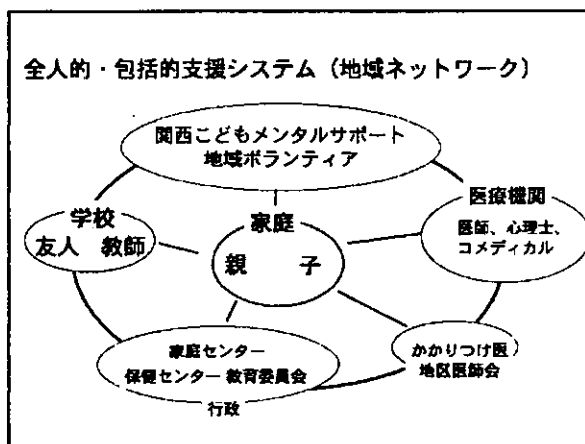 全人的・包括的支援システム（地域ネットワーク）
関西こどもメンタルサポート
地域ボランティア
学校
友人　教師
家庭
親　　子
医療機関
医師、心理士、
コメディカル
家庭センター
保健センター 教育委員会
行政
かかりつけ医
地区医師会